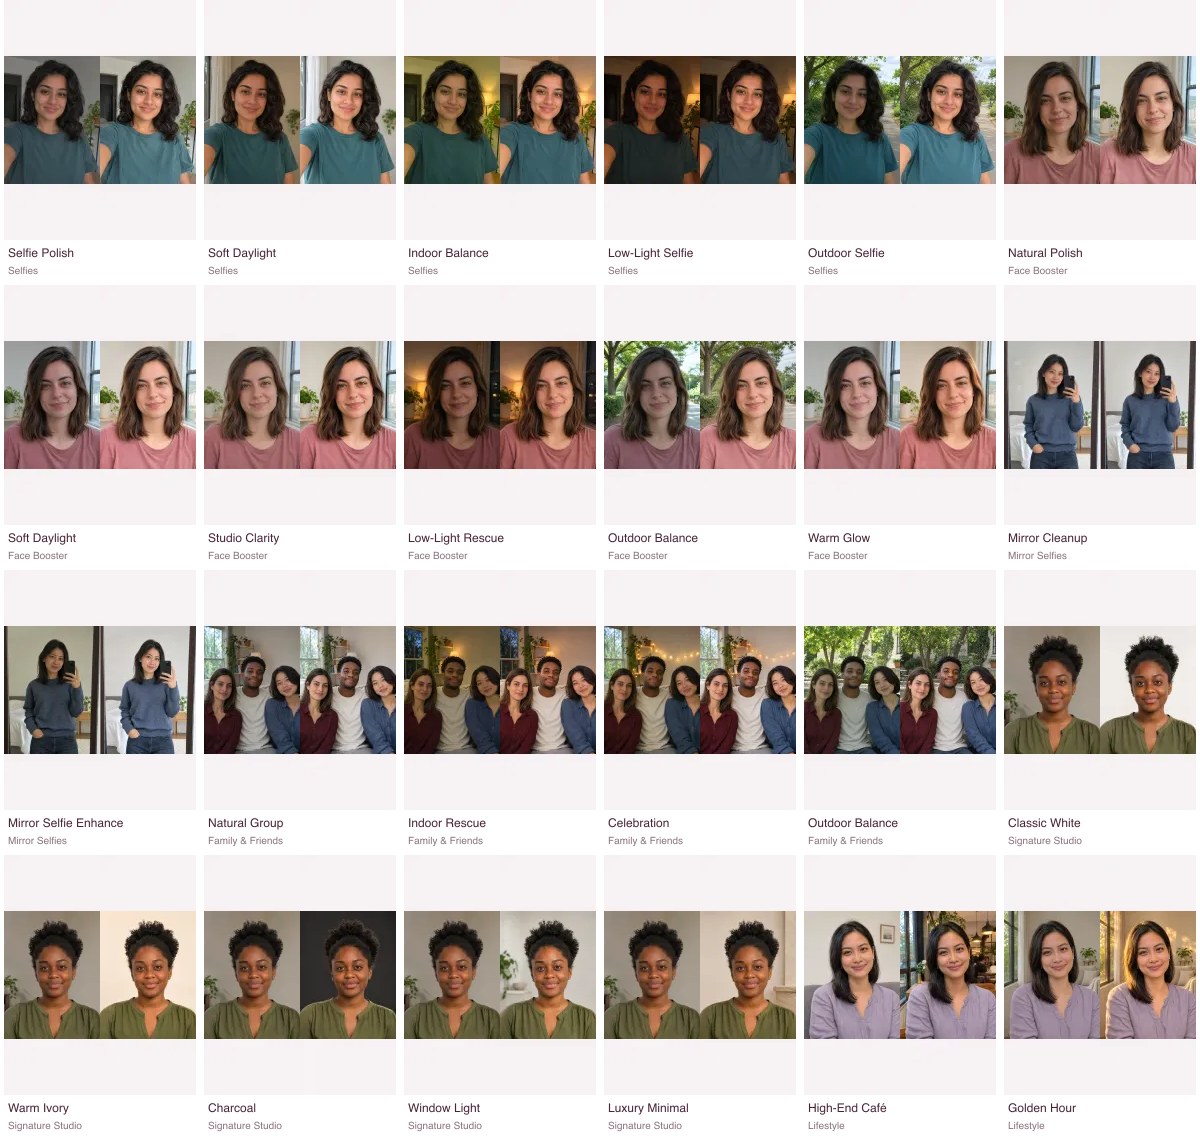 Selfie Polish
Selfies
Soft Daylight
Selfies
Indoor Balance
Selfies
Low-Light Selfie
Selfies
Outdoor Selfie
Selfies
Natural Polish
Face Booster
Soft Daylight
Face Booster
Studio Clarity
Face Booster
Low-Light Rescue
Face Booster
Outdoor Balance
Face Booster
Warm Glow
Face Booster
Mirror Cleanup
Mirror Selfies
Mirror Selfie Enhance
Mirror Selfies
Natural Group
Family & Friends
Indoor Rescue
Family & Friends
Celebration
Family & Friends
Outdoor Balance
Family & Friends
Classic White
Signature Studio
Warm Ivory
Signature Studio
Charcoal
Signature Studio
Window Light
Signature Studio
Luxury Minimal
Signature Studio
High-End Café
Lifestyle
Golden Hour
Lifestyle